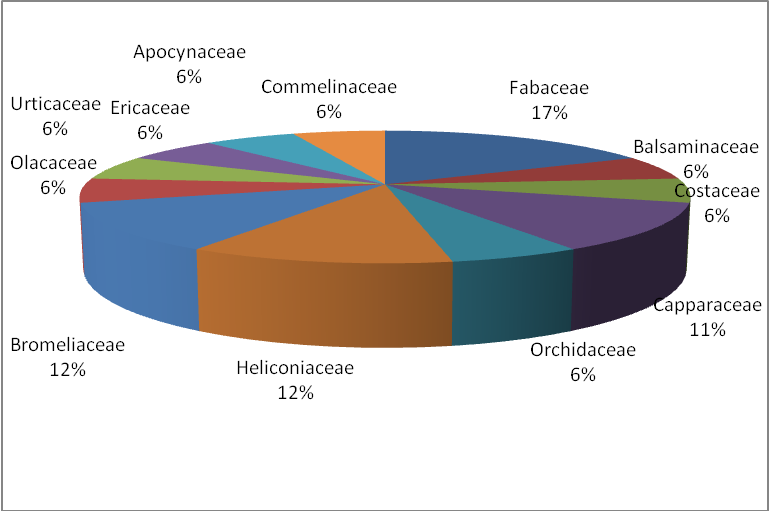 Apocynaceae
6%
Commelinaceae
6%
Fabaceae
17%
Urticaceae
6%
Ericaceae
6%
Balsaminaceae
6%
Olacaceae
6%
Costaceae
6%
Capparaceae
11%
Bromeliaceae
12%
Heliconiaceae
12%
Orchidaceae
6%